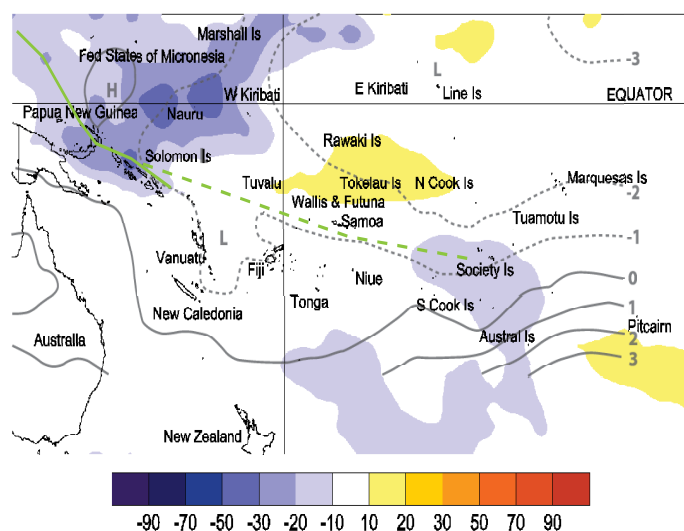 Marshall Is
Fed States of Micronesia
-3
L
H
W Kiribati
E Kiribati
Line Is
EQUATOR
Papua New Guinea
Nauru
Rawaki Is
Solomon Is
Tuvalu
Tokelau Is
N Cook Is
Marquesas Is
-2
Wallis & Futuna
Samoa
Tuamotu Is
-1
L
Vanuatu
Fiji
Niue
Society Is
0
Tonga
S Cook Is
New Caledonia
1
Australia
Austral Is
Pitcairn
2
3
New Zealand
-90 -70 -50 -30 -20 -10 10 20 30 50 70 90